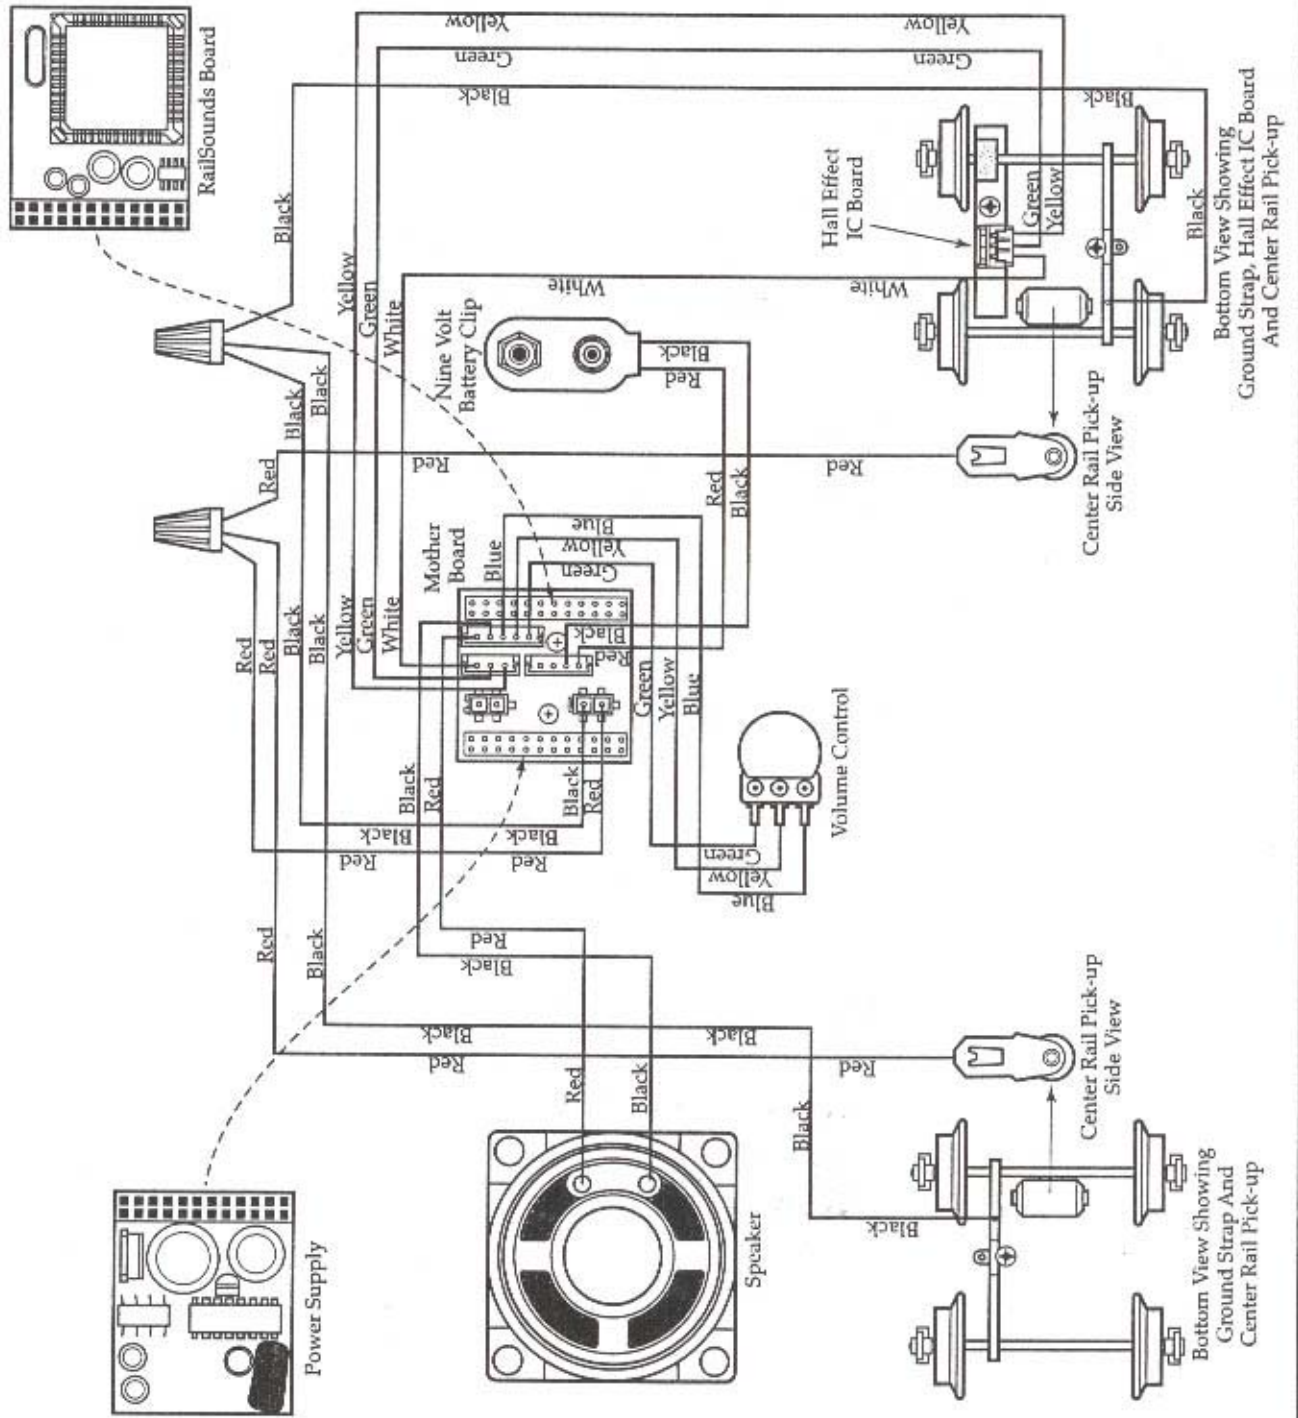 RailSounds Board
Power Supply
Red
Red
Red
Red
Black
Black
Black
Black
Black
Black
Yellow
Yellow
Green
Green
White
White
Red
Black
Black
Red
Red
Black
Red
Nine Volt
Battery Clip
Mother
Board
Yellow
Green
Black
Black
Red
Blue
Red
Black
Red
Black
Red
White
Blue
Yellow
Green
Black
Red
Black
Green
Yellow
Blue
Black
Red
Red
Black
Black
Green
Yellow
Blue
Speaker
Black
Volume Control
Hall Effect
IC Board
Red
Red
White
Black
Yellow
Green
Green
Yellow
Black
Black
Center Rail Pick-up
Side View
Center Rail Pick-up
Side View
Bottom View Showing
Ground Strap And
Center Rail Pick-up
Bottom View Showing
Ground Strap, Hall Effect IC Board
And Center Rail Pick-up